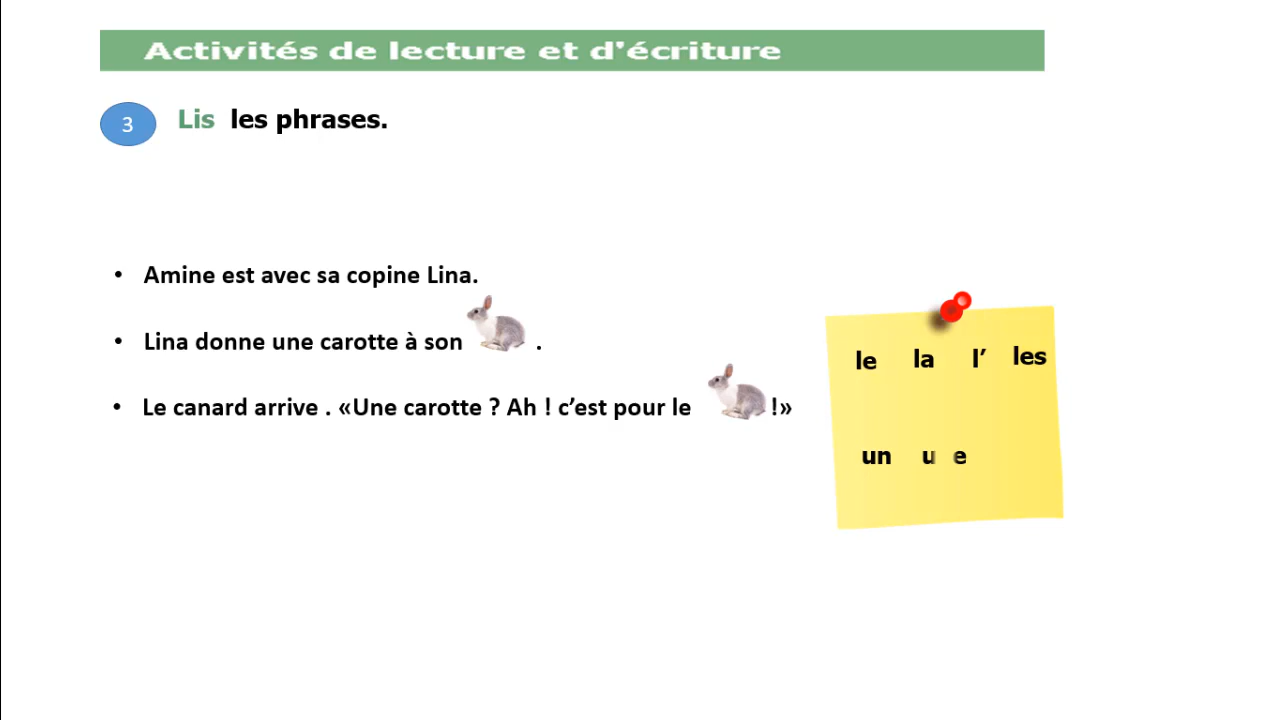 Activités de lecture et d'écriture
3 Lis les phrases.
• Amine est avec sa copine Lina.
• Lina donne une carotte à son .
• Le canard arrive . «Une carotte ? Ah ! c’est pour le !»
le la l’ les
un u e